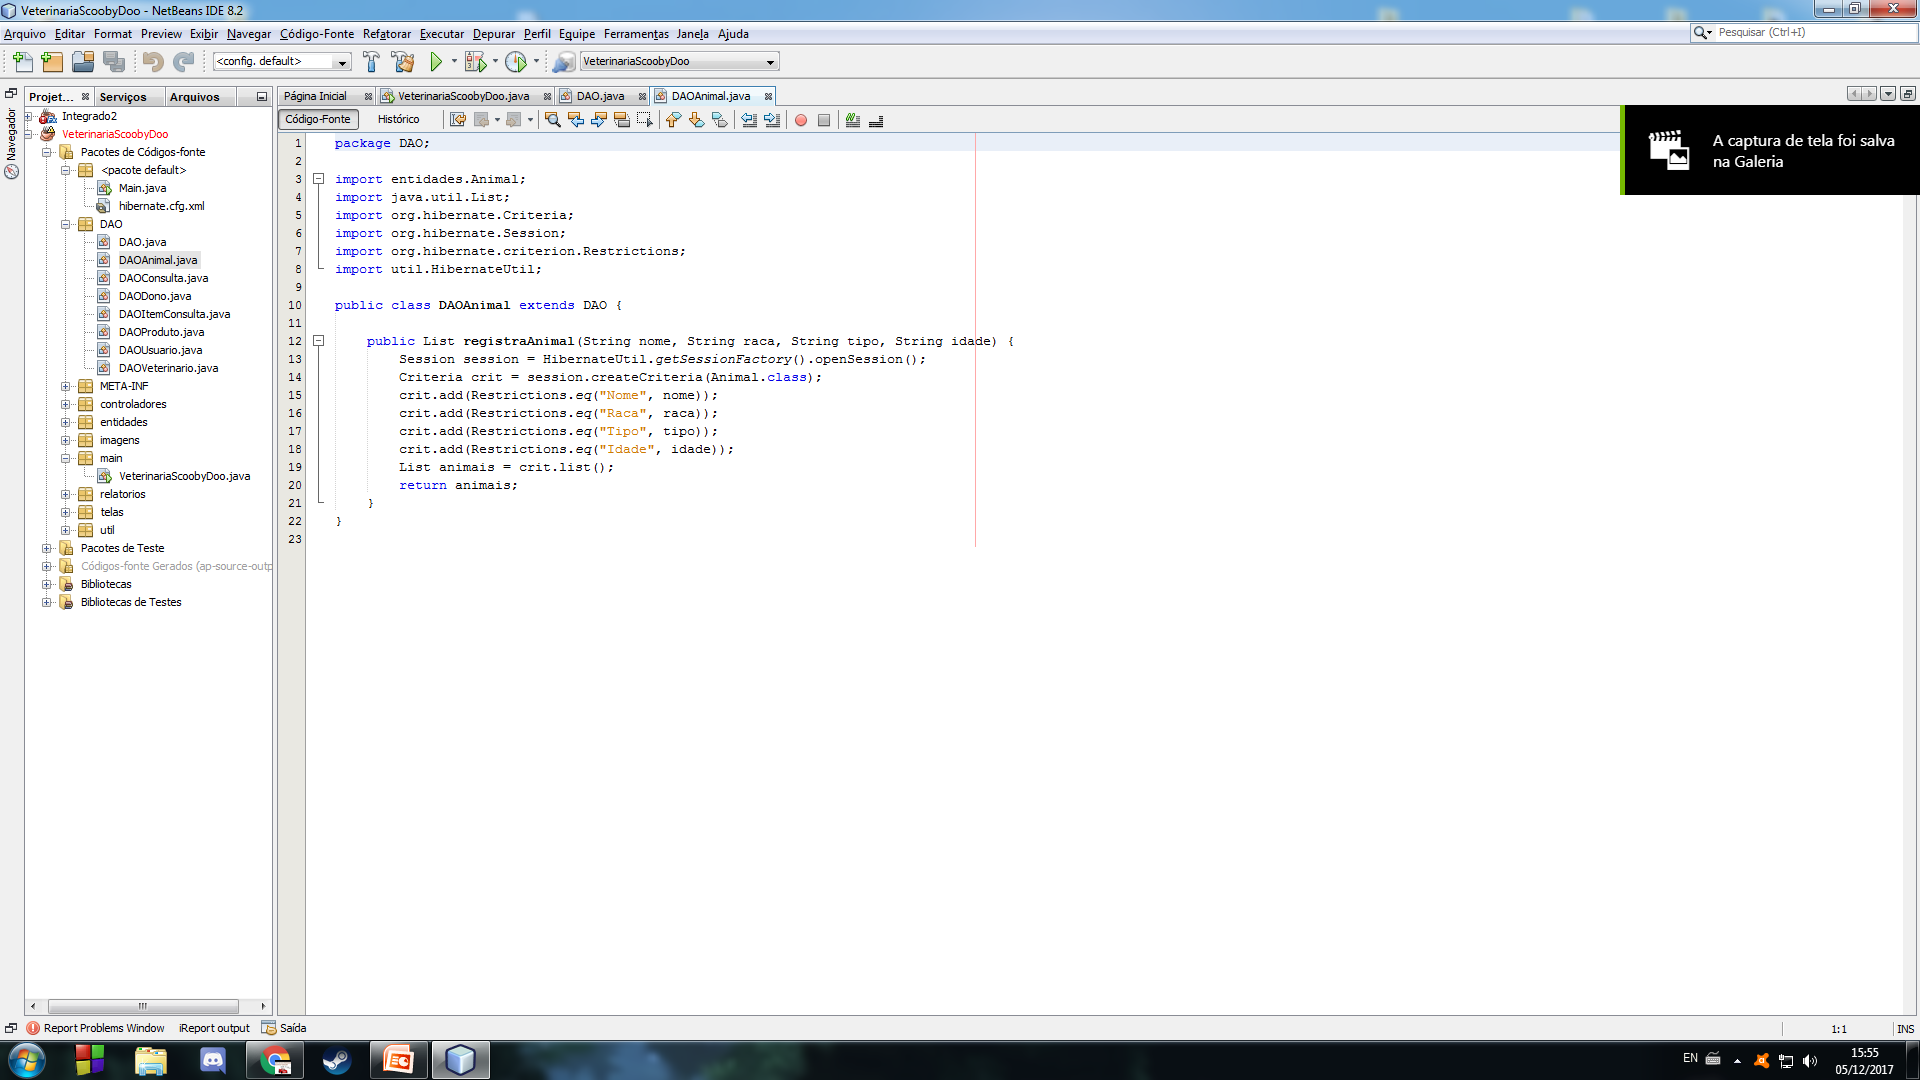 VeterinariaScoobyDoo - NetBeans IDE 8.2
Arquivo Editar Format Preview Exibir Navegar Código-Fonte Refatorar Executar Depurar Perfil Equipe Ferramentas Janela Ajuda
Pesquisar (Ctrl+I)
<config. default>
VeterinariaScoobyDoo
Projet... Serviços Arquivos
Página Inicial VeterinariaScoobyDoo.java DAO.java DAOAnimal.java
Código-Fonte Histórico
Navegador
Integrado2
VeterinariaScoobyDoo
Pacotes de Códigos-fonte
<pacote default>
Main.java
hibernate.cfg.xml
DAO
DAO.java
DAOAnimal.java
DAOConsulta.java
DAODono.java
DAOItemConsulta.java
DAOProduto.java
DAOUsuario.java
DAOVeterinario.java
META-INF
controladores
entidades
imagens
main
VeterinariaScoobyDoo.java
relatorios
telas
util
Pacotes de Teste
Códigos-fonte Gerados (ap-source-outp
Bibliotecas
Bibliotecas de Testes
1 package DAO;
2
3 import entidades.Animal;
4 import java.util.List;
5 import org.hibernate.Criteria;
6 import org.hibernate.Session;
7 import org.hibernate.criterion.Restrictions;
8 import util.HibernateUtil;
9
10 public class DAOAnimal extends DAO {
11
12 public List registraAnimal(String nome, String raca, String tipo, String idade) {
13 Session session = HibernateUtil.getSessionFactory().openSession();
14 Criteria crit = session.createCriteria(Animal.class);
15 crit.add(Restrictions.eq("Nome", nome));
16 crit.add(Restrictions.eq("Raca", raca));
17 crit.add(Restrictions.eq("Tipo", tipo));
18 crit.add(Restrictions.eq("Idade", idade));
19 List animais = crit.list();
20 return animais;
21 }
22 }
23
A captura de tela foi salva
na Galeria
Report Problems Window iReport output Saída
1:1 INS
EN
15:55
05/12/2017